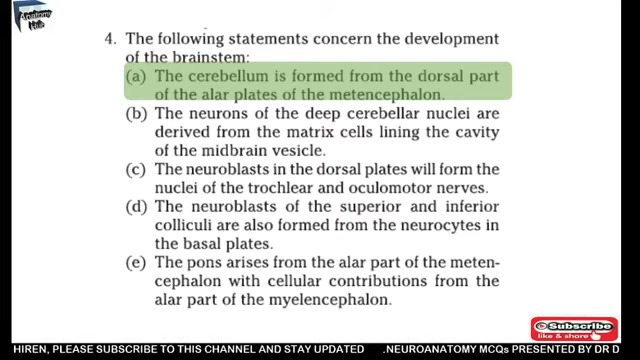 Anatomy
Hub
4. The following statements concern the development
of the brainstem:
(a) The cerebellum is formed from the dorsal part
of the alar plates of the metencephalon.
(b) The neurons of the deep cerebellar nuclei are
derived from the matrix cells lining the cavity
of the midbrain vesicle.
(c) The neuroblasts in the dorsal plates will form the
nuclei of the trochlear and oculomotor nerves.
(d) The neuroblasts of the superior and inferior
colliculi are also formed from the neurocytes in
the basal plates.
(e) The pons arises from the alar part of the meten-
cephalon with cellular contributions from the
alar part of the myelencephalon.
Subscribe
like & share
HIREN, PLEASE SUBSCRIBE TO THIS CHANNEL AND STAY UPDATED .NEUROANATOMY MCQs PRESENTED BY DR D